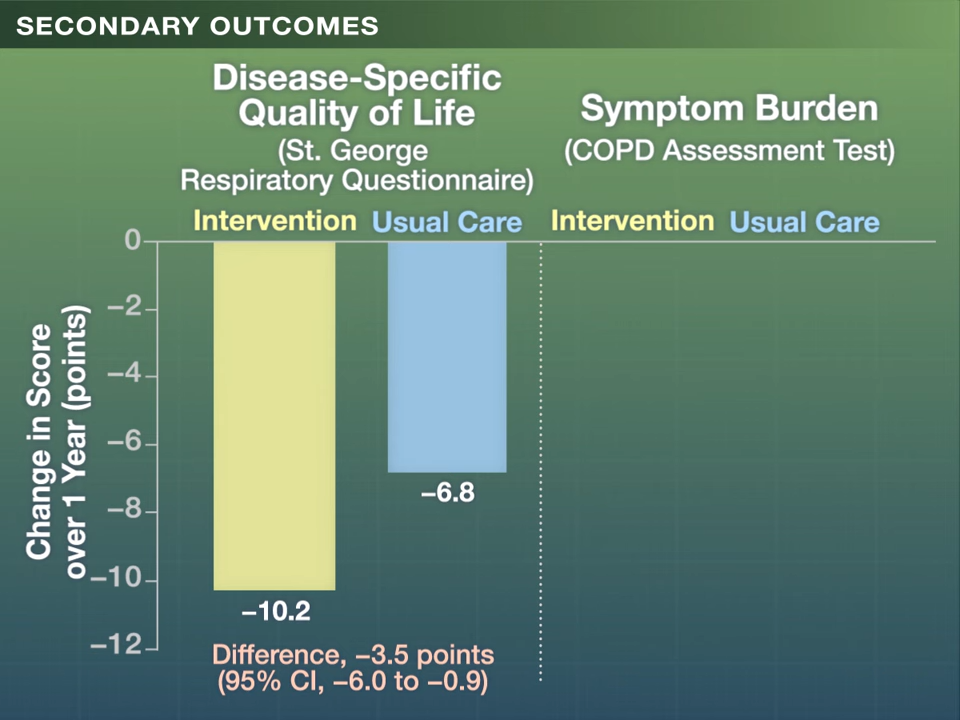 SECONDARY OUTCOMES
Disease-Specific
Quality of Life
(St. George
Respiratory Questionnaire)
Symptom Burden
(COPD Assessment Test)
Intervention Usual Care
Intervention Usual Care
Change in Score
over 1 Year (points)
0
–2
–4
–6
–8
–10
–12
–10.2
–6.8
Difference, –3.5 points
(95% CI, –6.0 to –0.9)